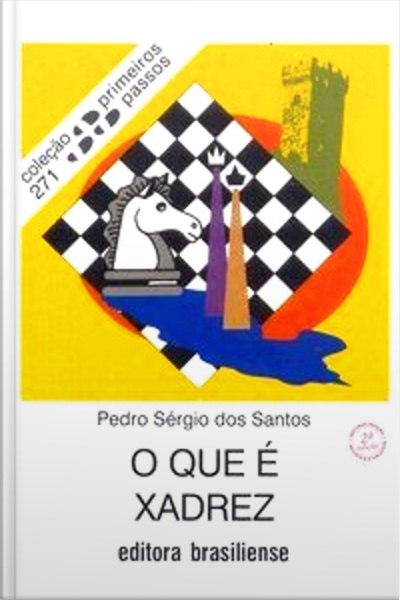 coleção
primeiros
passos
271
Pedro Sérgio dos Santos
O QUE É
XADREZ
editora brasiliense